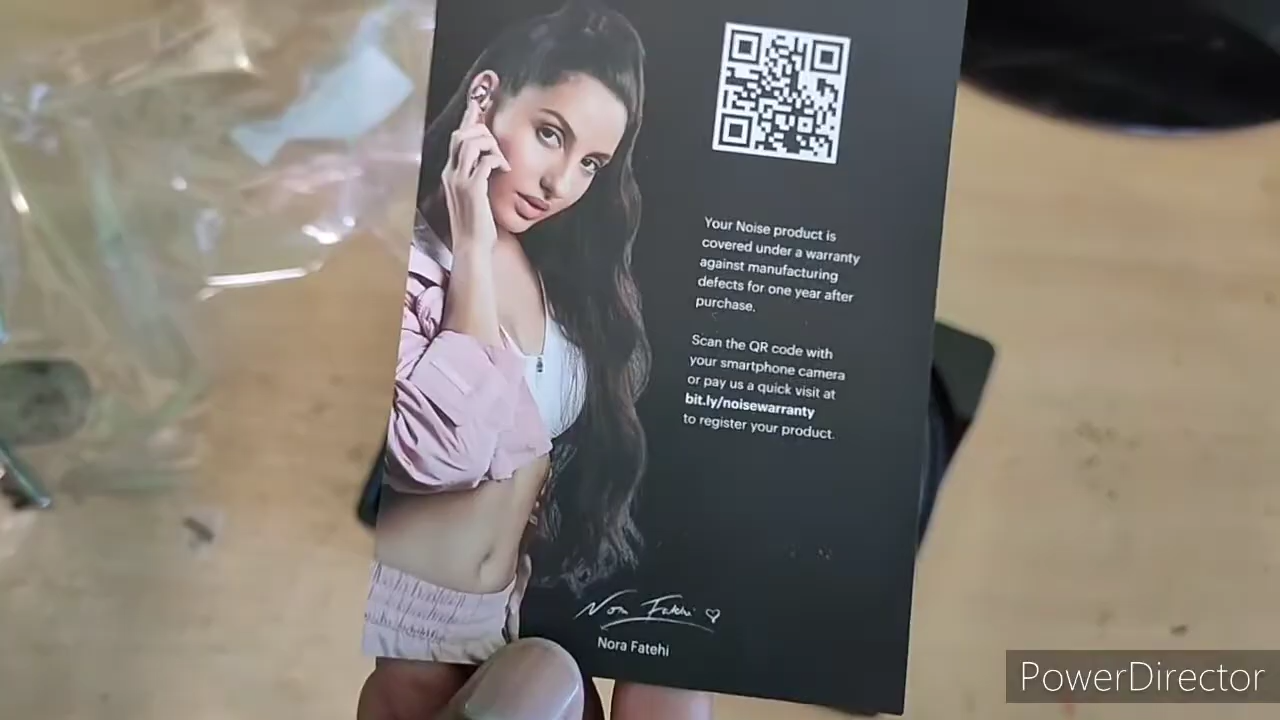 Your Noise product is
covered under a warranty
against manufacturing
defects for one year after
purchase.
Scan the QR code with
your smartphone camera
or pay us a quick visit at
bit.ly/noisewarranty
to register your product.
Nora Fatehi
Nora Fatehi
PowerDirector